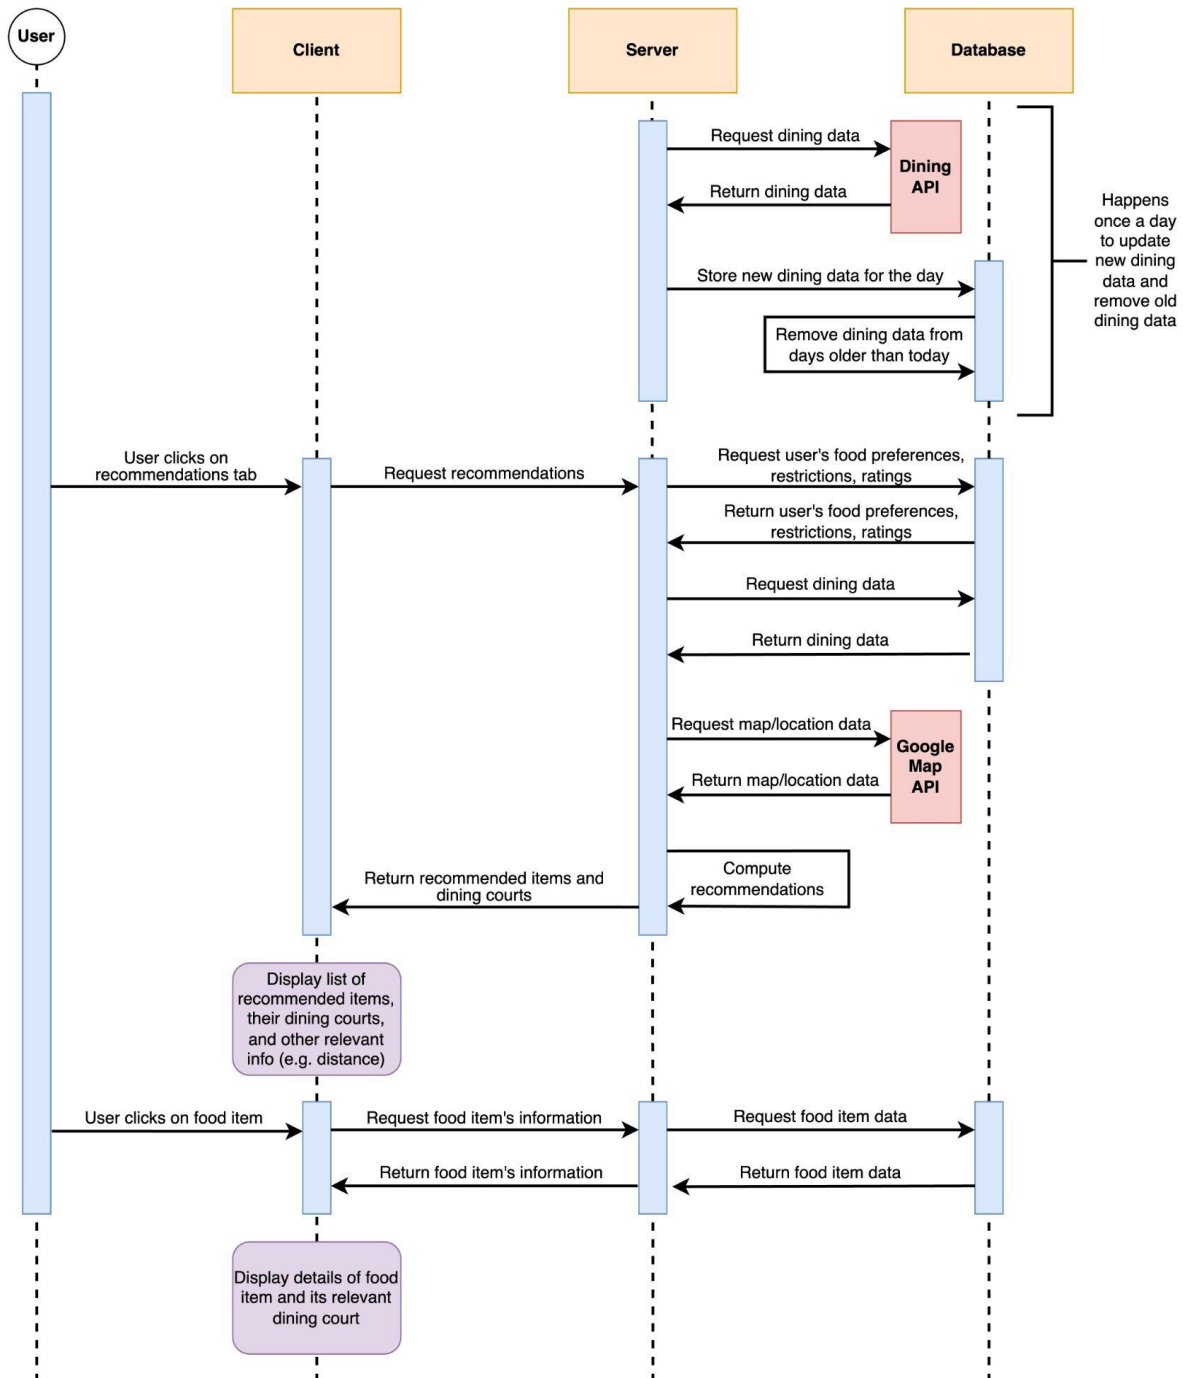 User
Client
Server
Database
Request dining data
Dining
API
Return dining data
Happens
once a day
to update
new dining
data and
remove old
dining data
Store new dining data for the day
Remove dining data from
days older than today
User clicks on
recommendations tab
Request recommendations
Request user's food preferences,
restrictions, ratings
Return user's food preferences,
restrictions, ratings
Request dining data
Return dining data
Request map/location data
Google
Map
API
Return map/location data
Compute
recommendations
Return recommended items and
dining courts
Display list of
recommended items,
their dining courts,
and other relevant
info (e.g. distance)
User clicks on food item
Request food item's information
Request food item data
Return food item's information
Return food item data
Display details of food
item and its relevant
dining court